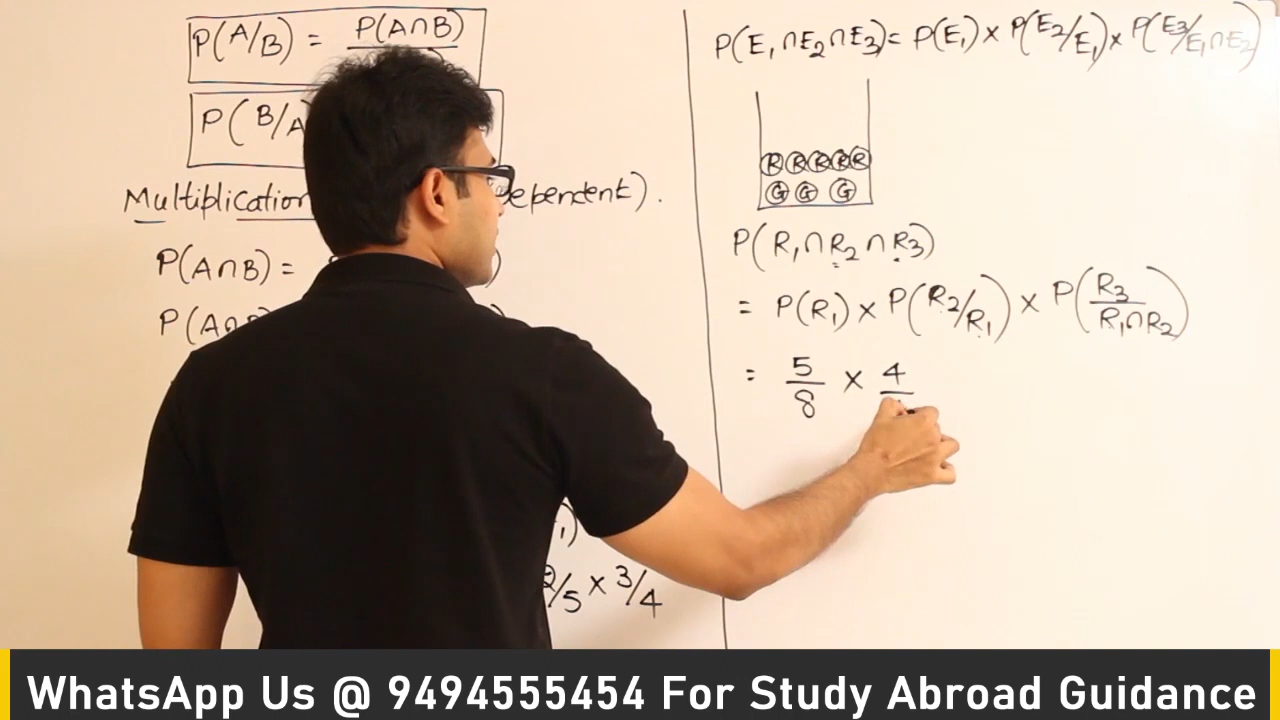 P(A/B) = P(A∩B)
P(B/A
Multiplication ependent).
P(A∩B) =
P(A∩
2/5 × 3/4
P(E₁∩E₂∩E₃) = P(E₁) × P(E₂/E₁) × P(E₃/E₁∩E₂)
R R R R R
G G G
P(R₁∩R₂∩R₃)
= P(R₁) × P(R₂/R₁) × P(R₃/R₁∩R₂)
= 5/8 × 4
WhatsApp Us @ 9494555454 For Study Abroad Guidance